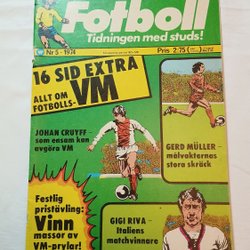 Fotboll
Tidningen med studs!
Nr 5 - 1974
Pris 2:75
16 SID EXTRA
ALLT OM
FOTBOLLS-
VM
JOHAN CRUYFF -
som ensam kan
avgöra VM
GERD MÜLLER -
målvakternas
stora skräck
Festlig
pristävling:
Vinn
massor av
VM-prylar!
GIGI RIVA -
Italiens
matchvinnare